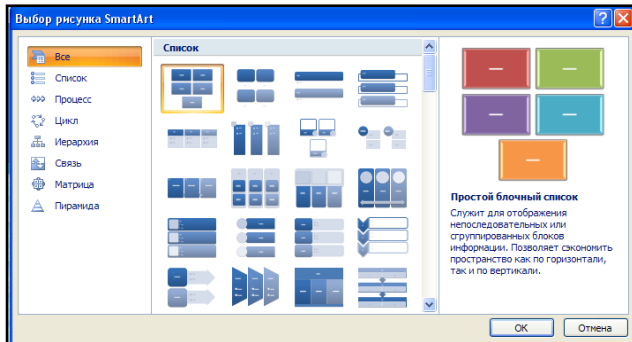 Выбор рисунка SmartArt
Все
Список
Процесс
Цикл
Иерархия
Связь
Матрица
Пирамида
Список
Простой блочный список
Служит для отображения
непоследовательных или
сгруппированных блоков
информации. Позволяет сэкономить
пространство как по горизонтали,
так и по вертикали.
ОК
Отмена